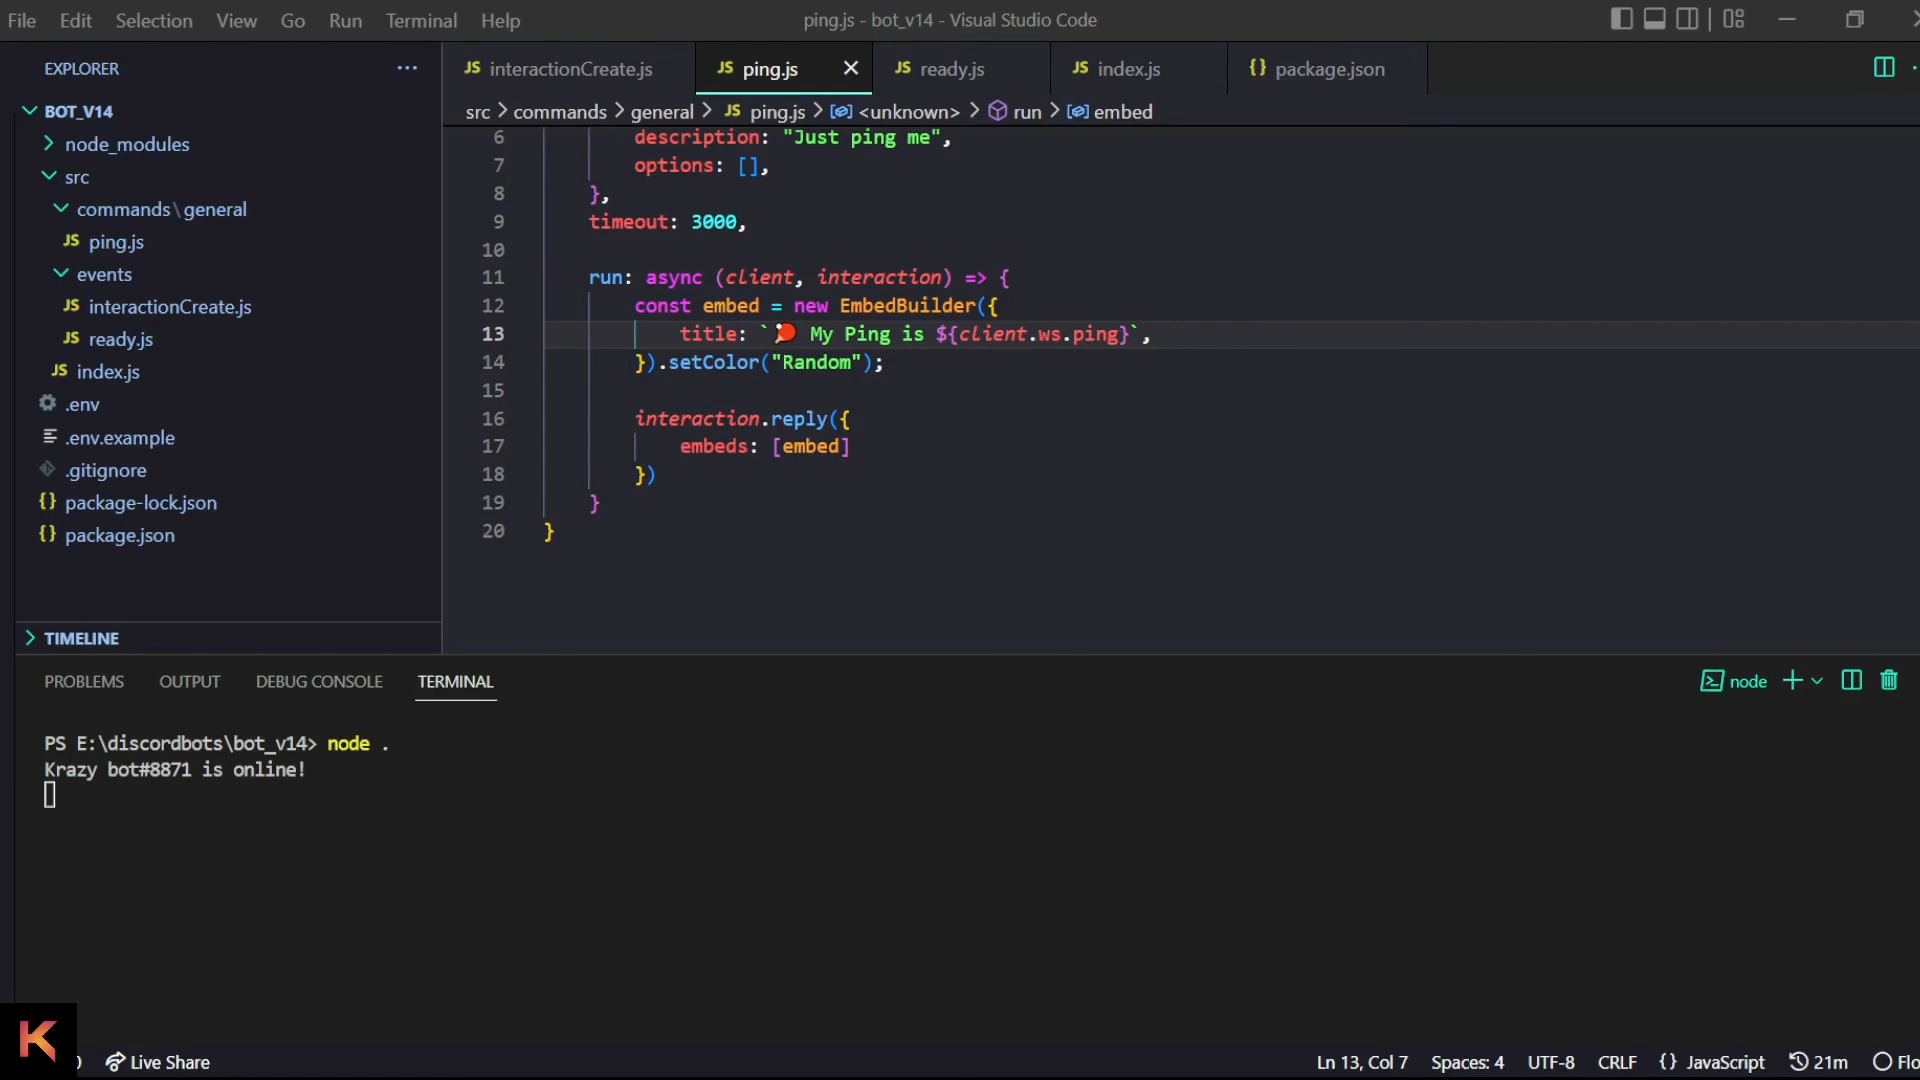 File Edit Selection View Go Run Terminal Help
ping.js - bot_v14 - Visual Studio Code
EXPLORER
BOT_V14
node_modules
src
commands\general
ping.js
events
interactionCreate.js
ready.js
index.js
.env
.env.example
.gitignore
package-lock.json
package.json
TIMELINE
JS interactionCreate.js JS ping.js JS ready.js JS index.js {} package.json
src > commands > general > JS ping.js > <unknown> > run > embed
6 description: "Just ping me",
7 options: [],
8 },
9 timeout: 3000,
10
11 run: async (client, interaction) => {
12 const embed = new EmbedBuilder({
13 title: `🏓 My Ping is ${client.ws.ping}`,
14 }).setColor("Random");
15
16 interaction.reply({
17 embeds: [embed]
18 })
19 }
20 }
PROBLEMS OUTPUT DEBUG CONSOLE TERMINAL
node
PS E:\discordbots\bot_v14> node .
Krazy bot#8871 is online!
K
Live Share
Ln 13, Col 7 Spaces: 4 UTF-8 CRLF {} JavaScript 21m Flo